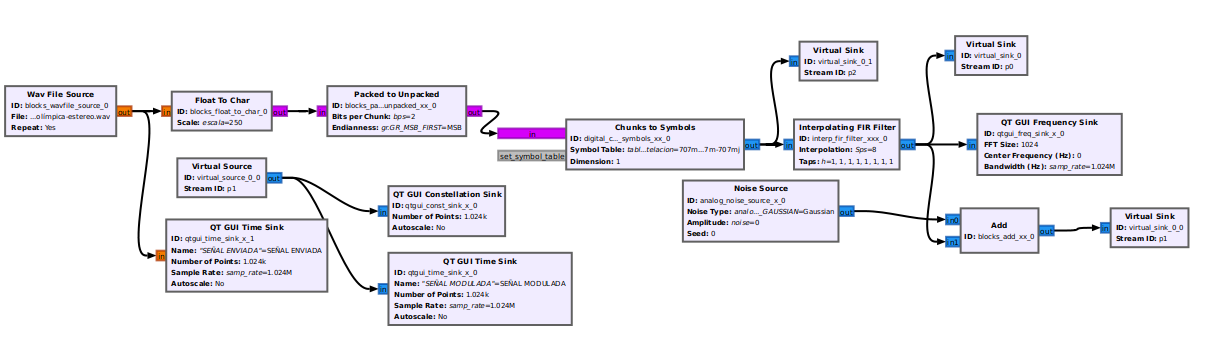 Wav File Source
ID: blocks_wavfile_source_0
File: ...olímpica-estereo.wav
Repeat: Yes
out
in
Float To Char
ID: blocks_float_to_char_0
Scale: escala=250
out
in
Packed to Unpacked
ID: blocks_pa...unpacked_xx_0
Bits per Chunk: bps=2
Endianness: gr.GR_MSB_FIRST=MSB
out
in
set_symbol_table
Chunks to Symbols
ID: digital_c..._symbols_xx_0
Symbol Table: tabl...telacion=707m...7m-707mj
Dimension: 1
out
in
Virtual Sink
ID: virtual_sink_0_1
Stream ID: p2
in
Interpolating FIR Filter
ID: interp_fir_filter_xxx_0
Interpolation: Sps=8
Taps: h=1, 1, 1, 1, 1, 1, 1, 1
out
in
Virtual Sink
ID: virtual_sink_0
Stream ID: p0
in
QT GUI Frequency Sink
ID: qtgui_freq_sink_x_0
FFT Size: 1024
Center Frequency (Hz): 0
Bandwidth (Hz): samp_rate=1.024M
Virtual Source
ID: virtual_source_0_0
Stream ID: p1
out
in
QT GUI Constellation Sink
ID: qtgui_const_sink_x_0
Number of Points: 1.024k
Autoscale: No
Noise Source
ID: analog_noise_source_x_0
Noise Type: analo..._GAUSSIAN=Gaussian
Amplitude: noise=0
Seed: 0
out
in0
in1
Add
ID: blocks_add_xx_0
out
in
Virtual Sink
ID: virtual_sink_0_0
Stream ID: p1
in
QT GUI Time Sink
ID: qtgui_time_sink_x_1
Name: "SEÑAL ENVIADA"=SEÑAL ENVIADA
Number of Points: 1.024k
Sample Rate: samp_rate=1.024M
Autoscale: No
in
QT GUI Time Sink
ID: qtgui_time_sink_x_0
Name: "SEÑAL MODULADA"=SEÑAL MODULADA
Number of Points: 1.024k
Sample Rate: samp_rate=1.024M
Autoscale: No